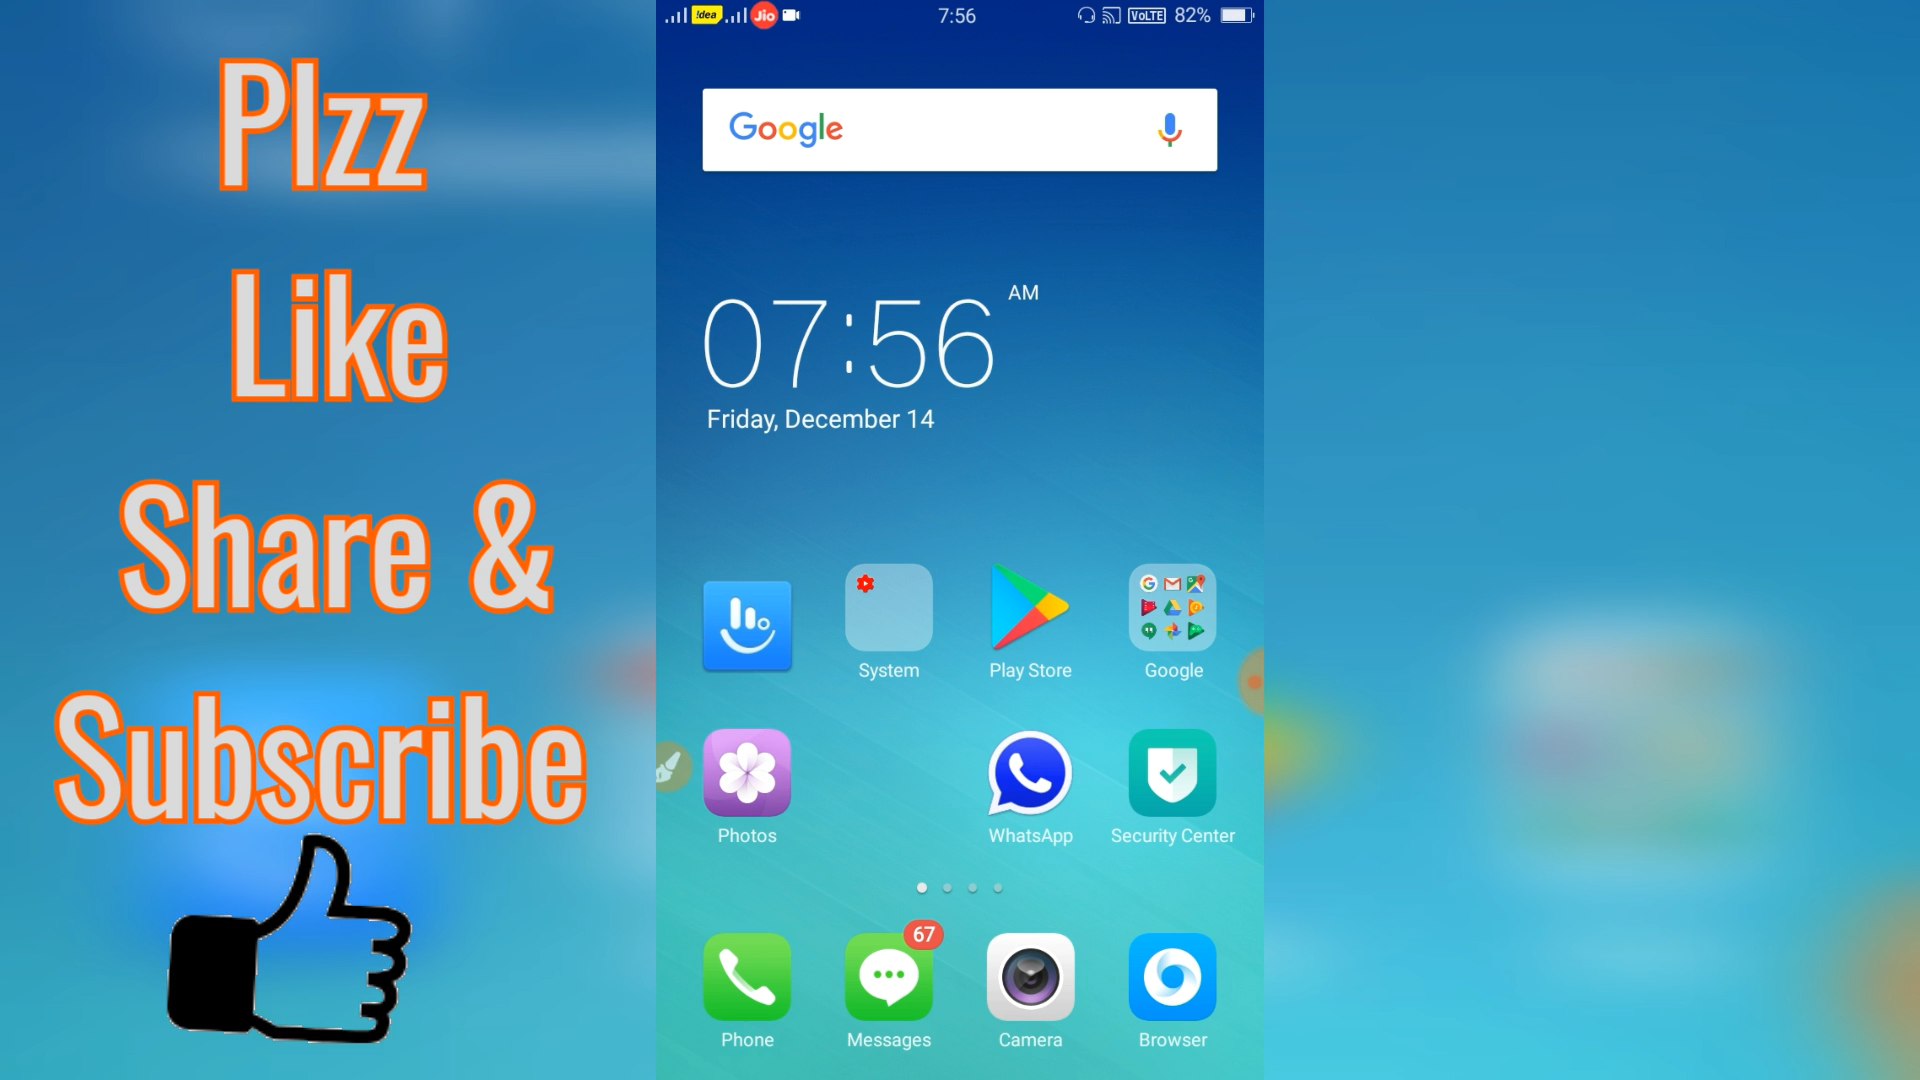 Plzz
Like
Share &
Subscribe
!dea
Jio
7:56
VoLTE
82%
Google
07:56 AM
Friday, December 14
System
Play Store
Google
Photos
WhatsApp
Security Center
67
Phone
Messages
Camera
Browser